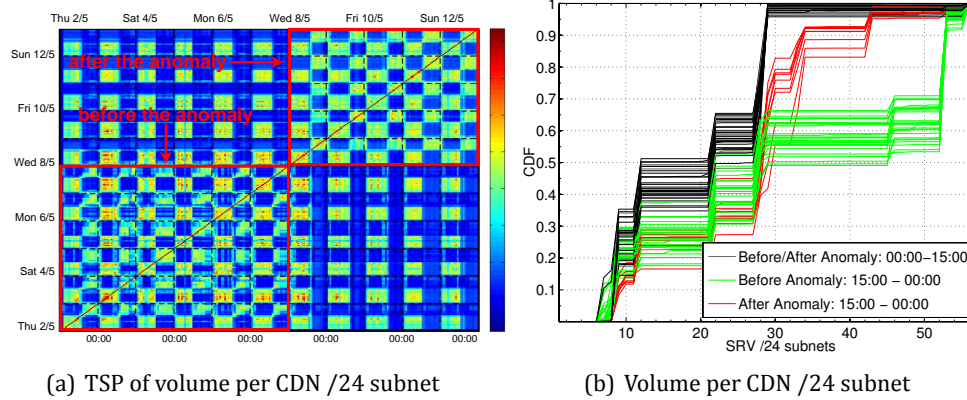 Thu 2/5 Sat 4/5 Mon 6/5 Wed 8/5 Fri 10/5 Sun 12/5
Sun 12/5
after the anomaly
Fri 10/5
before the anomaly
Wed 8/5
Mon 6/5
Sat 4/5
Thu 2/5
00:00 00:00 00:00 00:00 00:00
(a) TSP of volume per CDN /24 subnet
1
0.9
0.8
0.7
0.6
0.5
0.4
0.3
0.2
0.1
CDF
Before/After Anomaly: 00:00−15:00
Before Anomaly: 15:00 − 00:00
After Anomaly: 15:00 − 00:00
10 20 30 40 50
SRV /24 subnets
(b) Volume per CDN /24 subnet